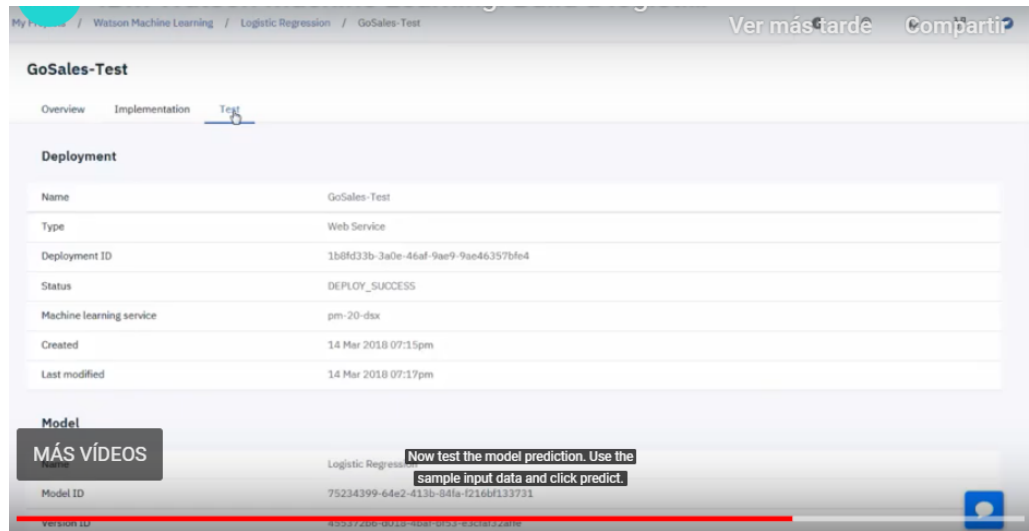 My Projects / Watson Machine Learning / Logistic Regression / GoSales-Test
Ver más tarde Compartir
GoSales-Test
Overview Implementation Test
Deployment
Name GoSales-Test
Type Web Service
Deployment ID 1b8fd33b-3a0e-46af-9ae9-9ae46357bfe4
Status DEPLOY_SUCCESS
Machine learning service pm-20-dsx
Created 14 Mar 2018 07:15pm
Last modified 14 Mar 2018 07:17pm
Model
MÁS VÍDEOS
Name Logistic Regression
Now test the model prediction. Use the
sample input data and click predict.
Model ID 75234399-64e2-413b-84fa-f216bf133731
Version ID